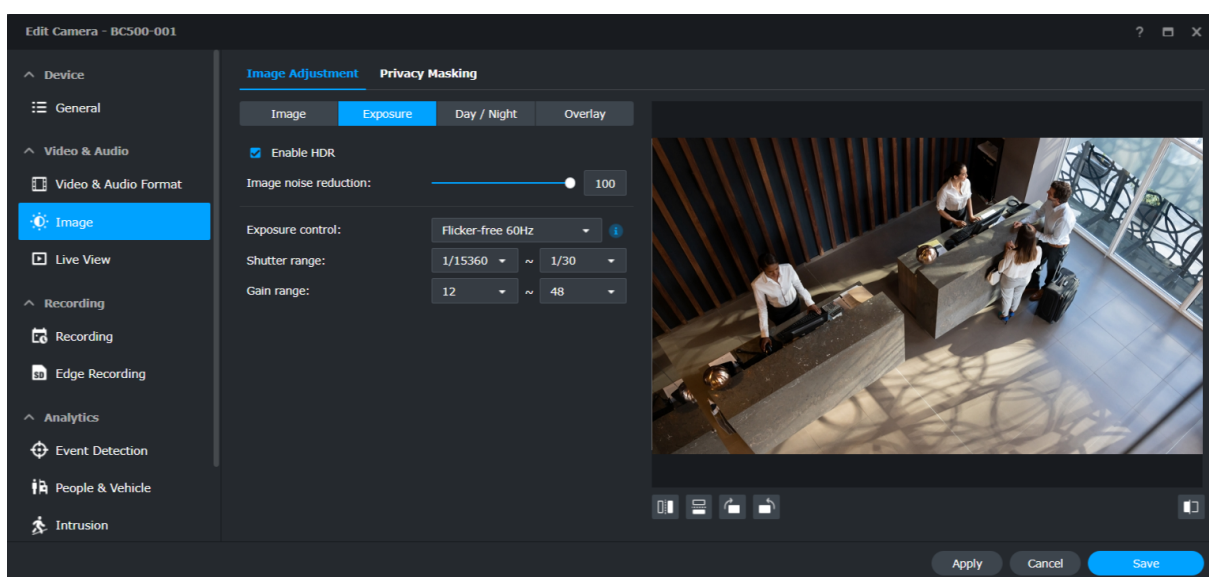 Edit Camera - BC500-001
?
X
Device
General
Video & Audio
Video & Audio Format
Image
Live View
Recording
Recording
SD Edge Recording
Analytics
Event Detection
People & Vehicle
Intrusion
Image Adjustment Privacy Masking
Image Exposure Day / Night Overlay
Enable HDR
Image noise reduction: 100
Exposure control: Flicker-free 60Hz i
Shutter range: 1/15360 ~ 1/30
Gain range: 12 ~ 48
Apply Cancel Save